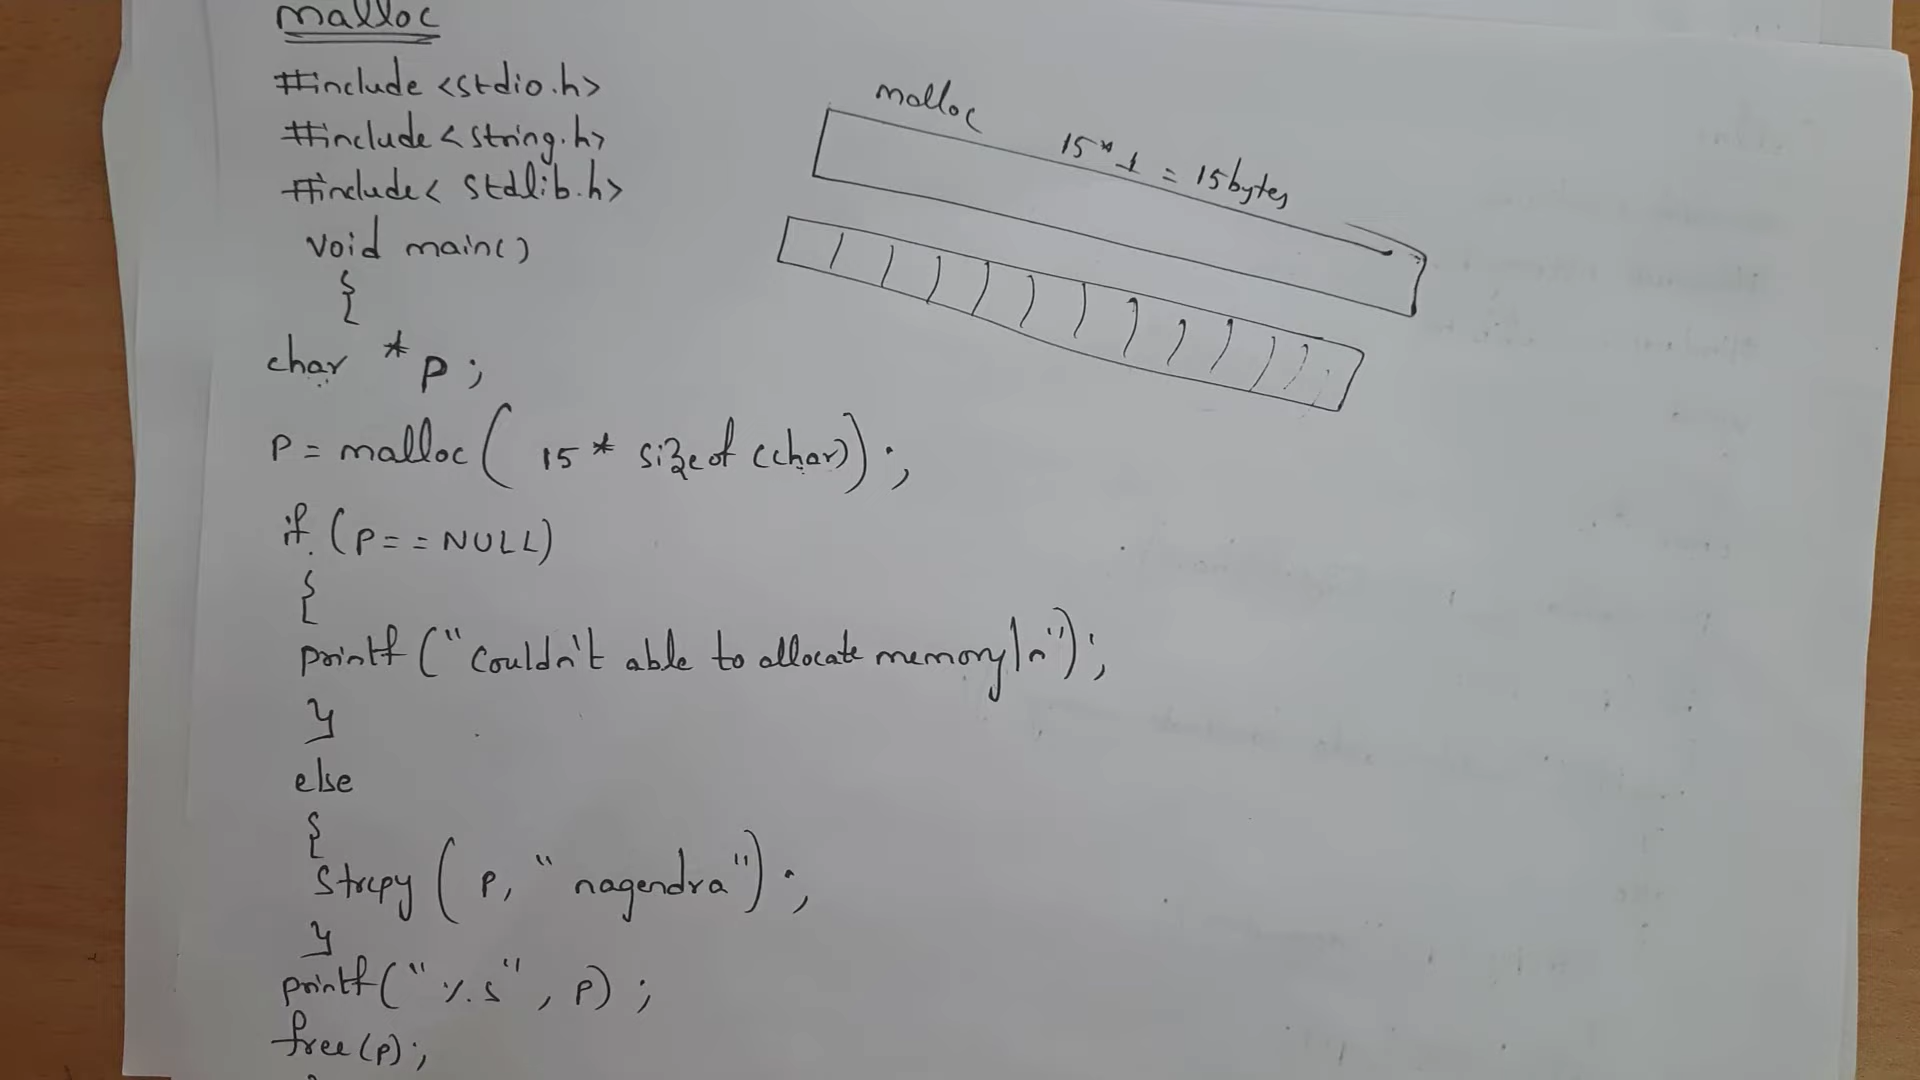 malloc
#include <stdio.h>
#include < string.h>
#include < stdlib.h>
void main()
{
char *p;
p = malloc( 15 * sizeof (char));
if (p==NULL)
{
printf ("couldn't able to allocate memory\n");
}
else
{
strcpy ( p, "nagendra");
}
printf("%s", p);
free(p);
malloc
15 * 1 = 15 bytes